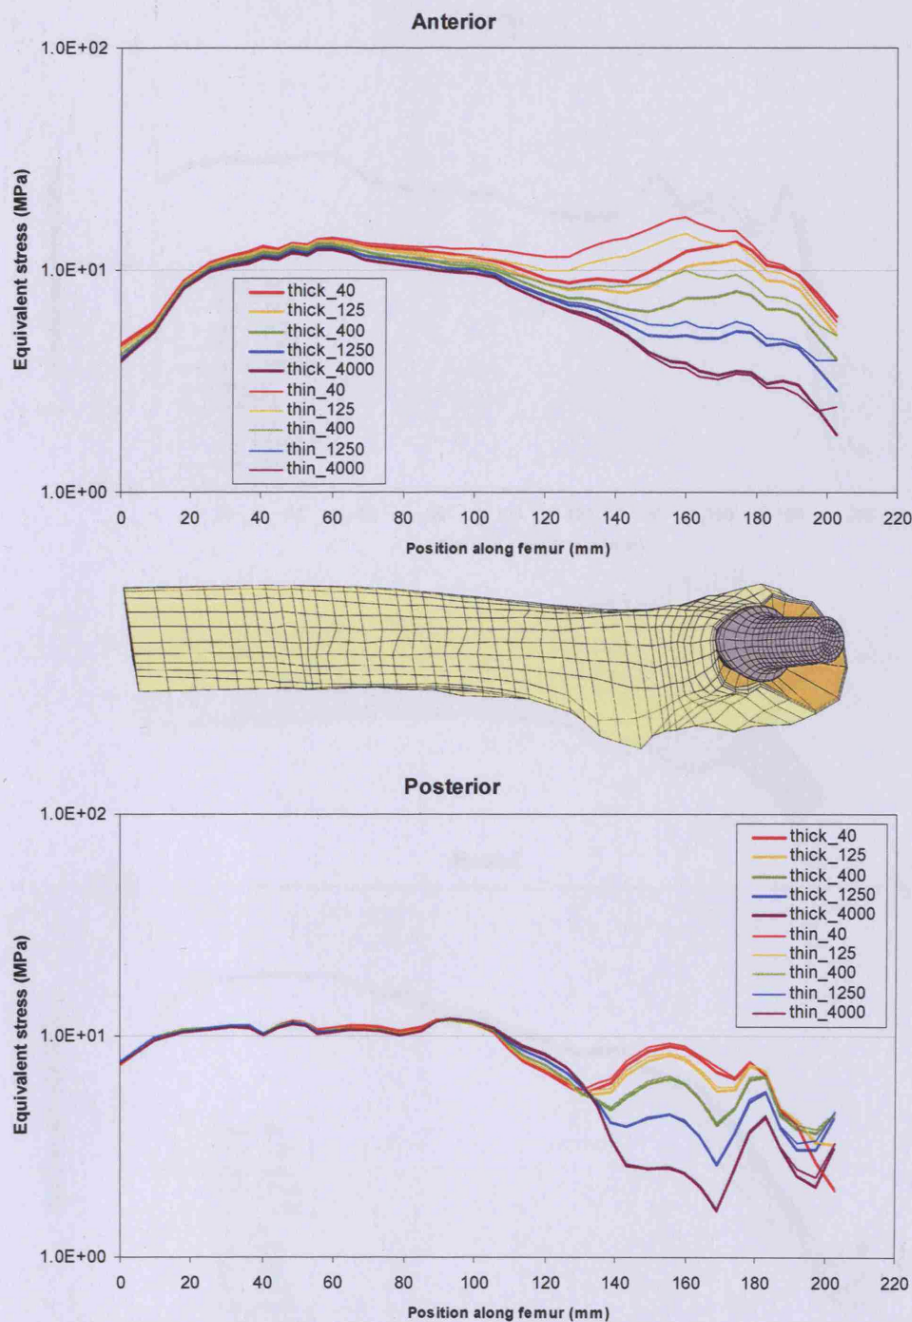 Anterior
1.0E+02
1.0E+01
1.0E+00
Equivalent stress (MPa)
thick_40
thick_125
thick_400
thick_1250
thick_4000
thin_40
thin_125
thin_400
thin_1250
thin_4000
0 20 40 60 80 100 120 140 160 180 200 220
Position along femur (mm)
Posterior
1.0E+02
1.0E+01
1.0E+00
Equivalent stress (MPa)
thick_40
thick_125
thick_400
thick_1250
thick_4000
thin_40
thin_125
thin_400
thin_1250
thin_4000
0 20 40 60 80 100 120 140 160 180 200 220
Position along femur (mm)